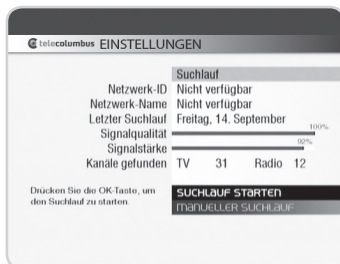 telecolumbus EINSTELLUNGEN
Suchlauf
Netzwerk-ID Nicht verfügbar
Netzwerk-Name Nicht verfügbar
Letzter Suchlauf Freitag, 14. September
Signalqualität 100%
Signalstärke 92%
Kanäle gefunden TV 31 Radio 12
Drücken Sie die OK-Taste, um
den Suchlauf zu starten.
SUCHLAUF STARTEN
MANUELLER SUCHLAUF